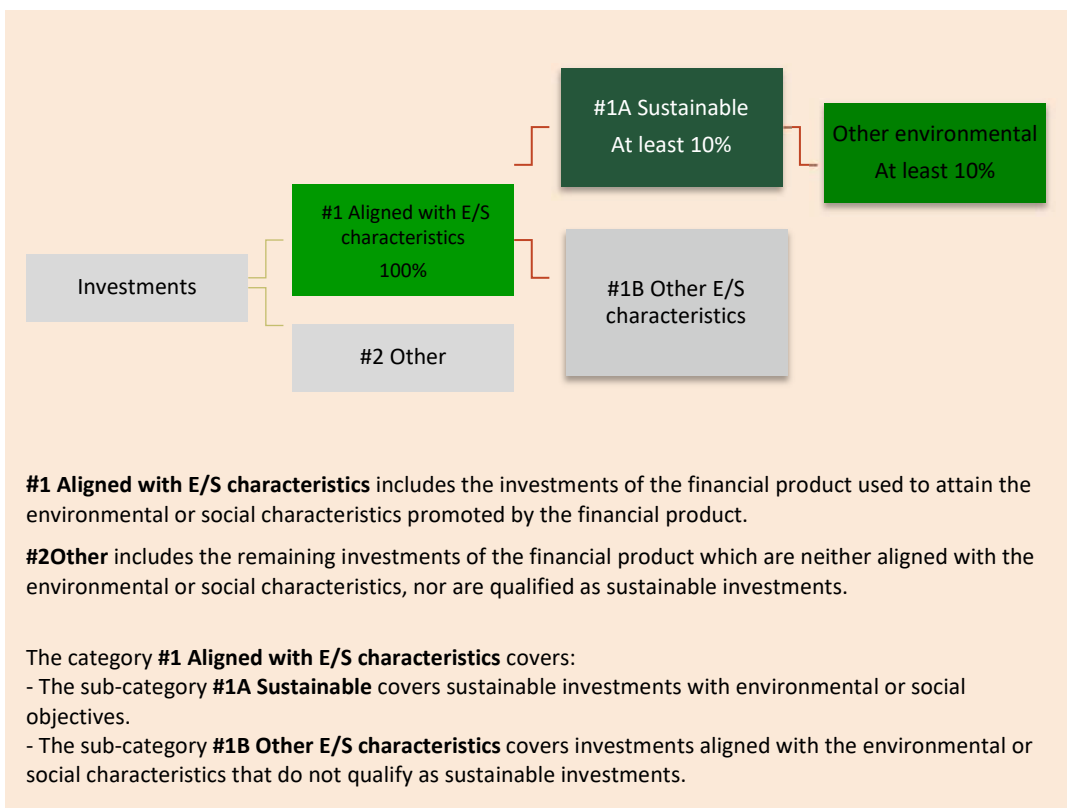 #1A Sustainable
At least 10%
Other environmental
At least 10%
#1 Aligned with E/S
characteristics
100%
Investments
#1B Other E/S
characteristics
#2 Other
#1 Aligned with E/S characteristics includes the investments of the financial product used to attain the
environmental or social characteristics promoted by the financial product.
#2Other includes the remaining investments of the financial product which are neither aligned with the
environmental or social characteristics, nor are qualified as sustainable investments.
The category #1 Aligned with E/S characteristics covers:
- The sub-category #1A Sustainable covers sustainable investments with environmental or social
objectives.
- The sub-category #1B Other E/S characteristics covers investments aligned with the environmental or
social characteristics that do not qualify as sustainable investments.